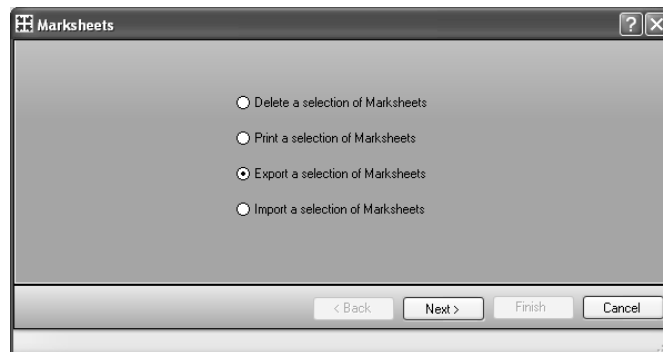 Marksheets
Delete a selection of Marksheets
Print a selection of Marksheets
Export a selection of Marksheets
Import a selection of Marksheets
< Back Next > Finish Cancel